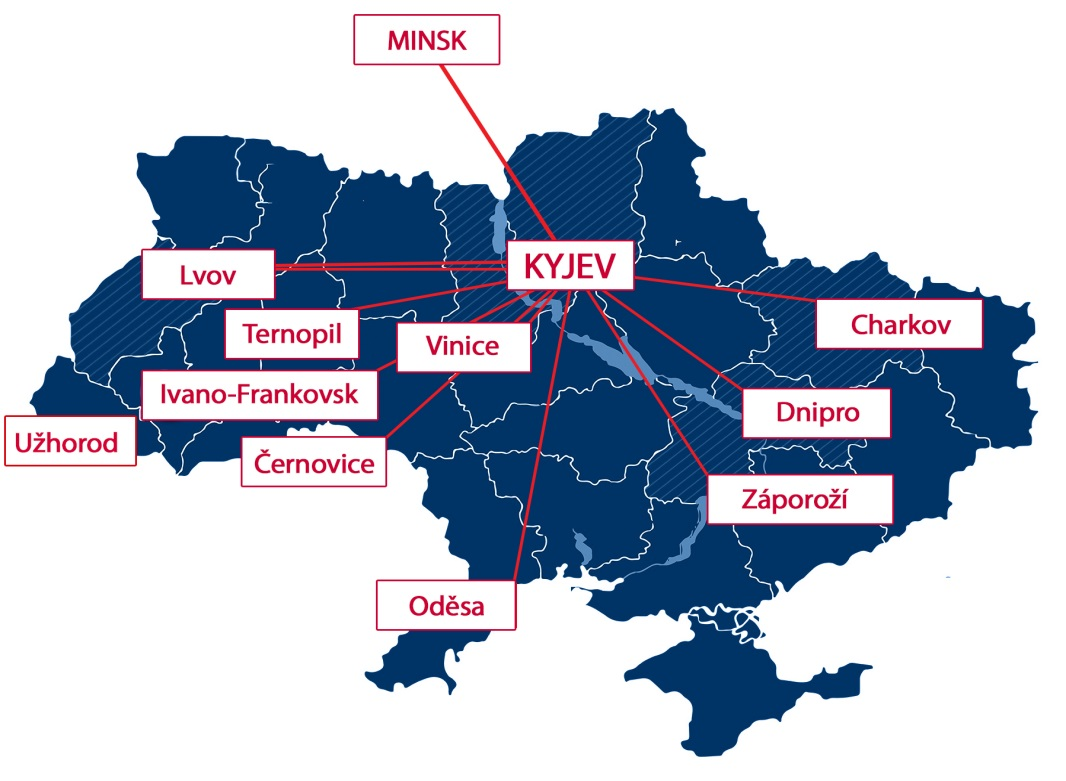 MINSK
KYJEV
Lvov
Charkov
Ternopil
Vinice
Ivano-Frankovsk
Dnipro
Užhorod
Černovice
Záporoží
Oděsa